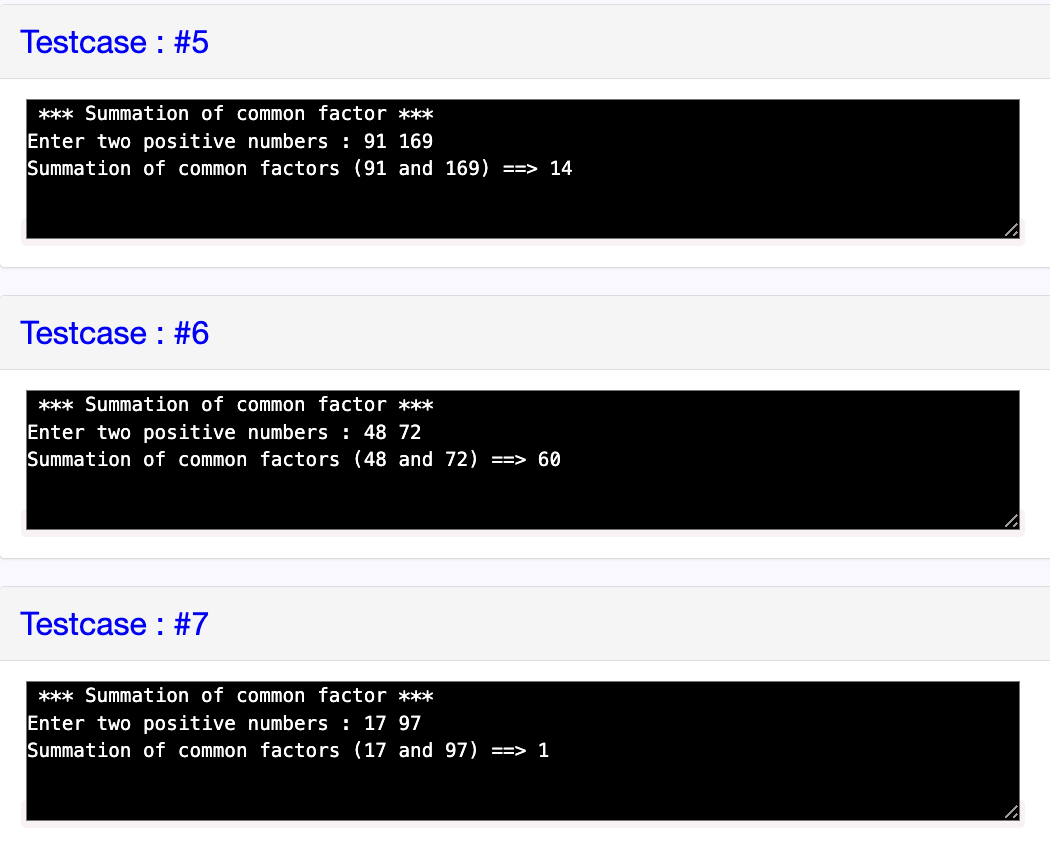 Testcase : #5
*** Summation of common factor ***
Enter two positive numbers : 91 169
Summation of common factors (91 and 169) ==> 14
Testcase : #6
*** Summation of common factor ***
Enter two positive numbers : 48 72
Summation of common factors (48 and 72) ==> 60
Testcase : #7
*** Summation of common factor ***
Enter two positive numbers : 17 97
Summation of common factors (17 and 97) ==> 1